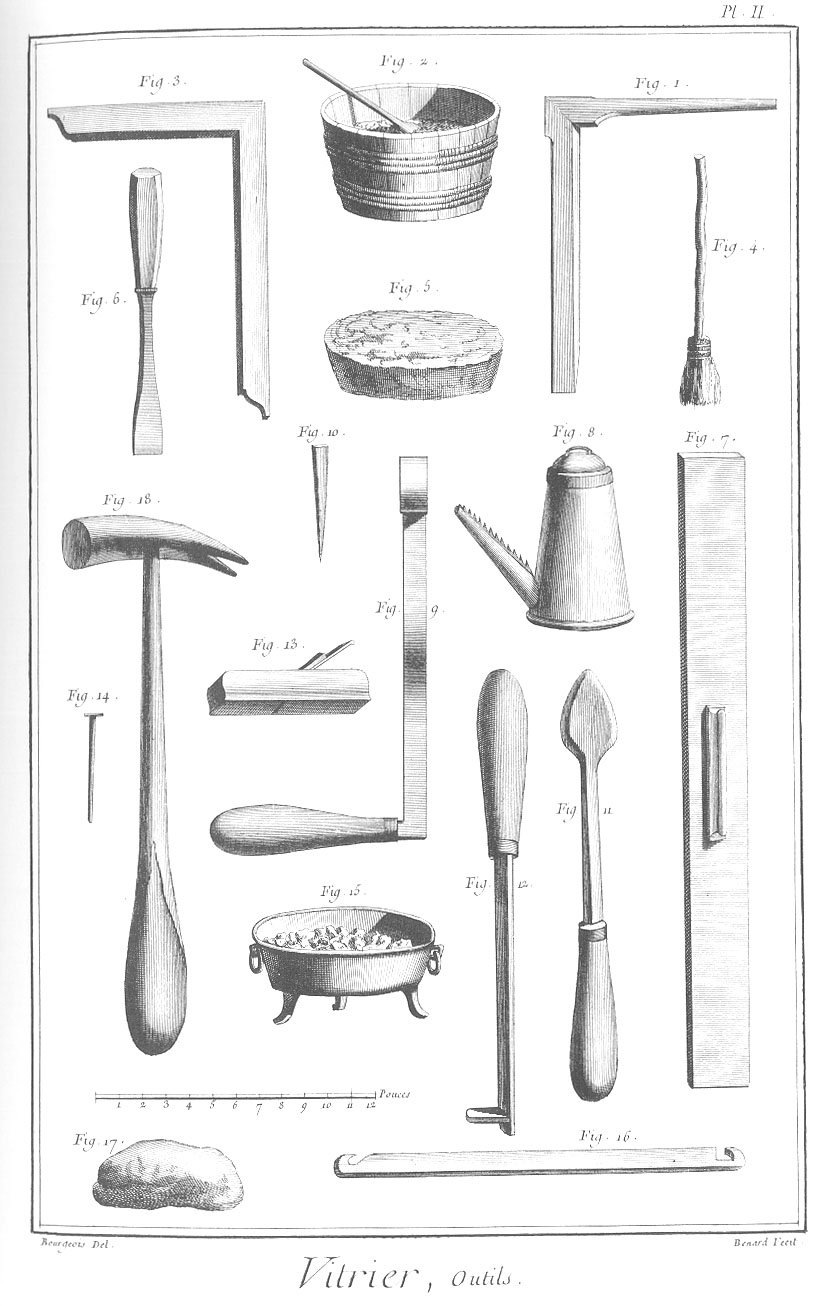 Pl. II.
Fig. 2.
Fig. 3.
Fig. 1.
Fig. 4.
Fig. 6.
Fig. 5.
Fig. 10.
Fig. 8.
Fig. 7.
Fig. 18.
Fig. 9.
Fig. 13.
Fig. 14.
Fig. 11
Fig. 12.
Fig. 15.
Pouces
1 2 3 4 5 6 7 8 9 10 11 12
Fig. 17.
Fig. 16.
Bourgeois Del.
Benard Fecit.
Vitrier, Outils.